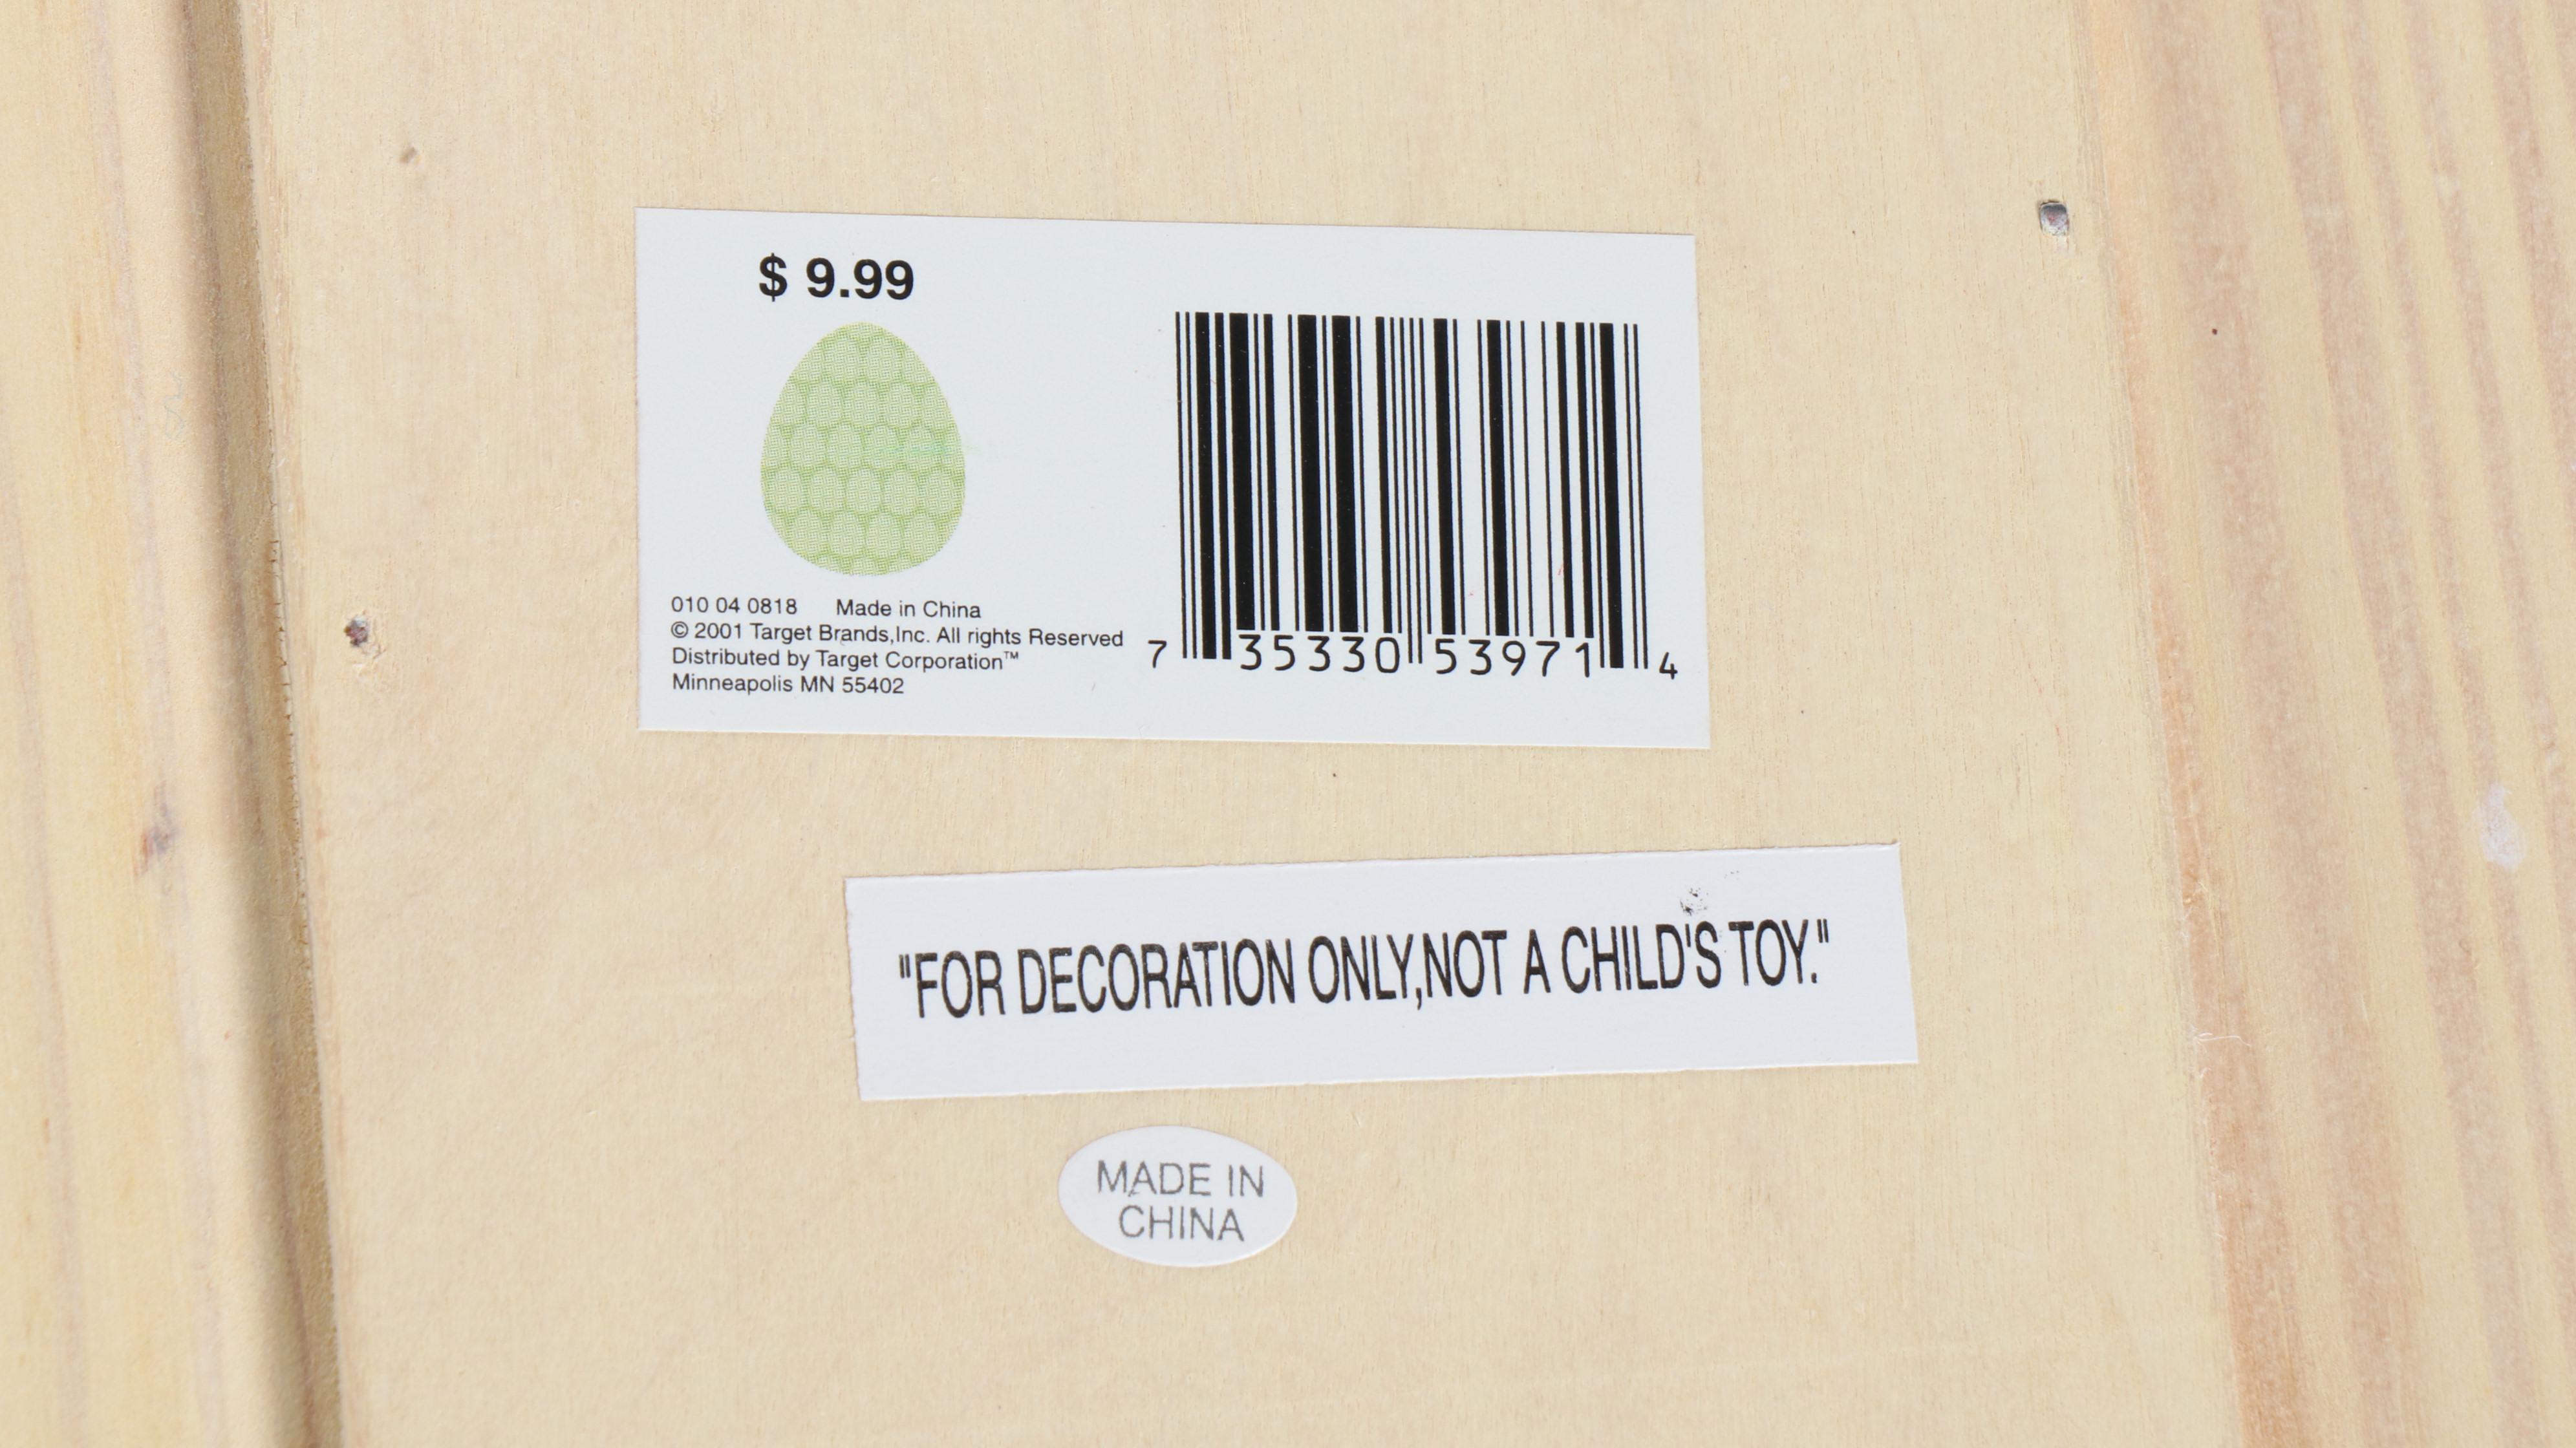 $ 9.99
010 04 0818 Made in China
© 2001 Target Brands,Inc. All rights Reserved
Distributed by Target Corporation™
Minneapolis MN 55402
7 35330 53971 4
"FOR DECORATION ONLY,NOT A CHILD'S TOY."
MADE IN
CHINA